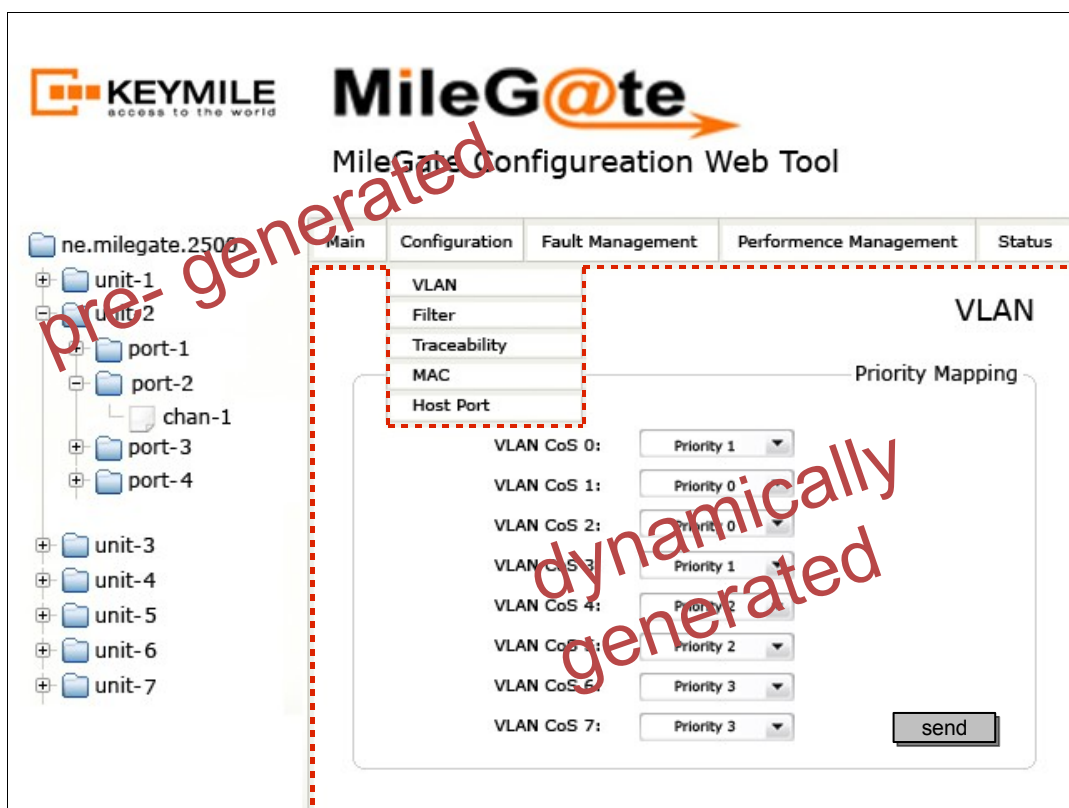 KEYMILE
access to the world
MileG@te
MileGate Configureation Web Tool
pre- generated
ne.milegate.2500
unit-1
unit-2
port-1
port-2
chan-1
port-3
port-4
unit-3
unit-4
unit-5
unit-6
unit-7
Main Configuration Fault Management Performence Management Status
VLAN
Filter
Traceability
MAC
Host Port
VLAN
Priority Mapping
VLAN CoS 0: Priority 1
VLAN CoS 1: Priority 0
VLAN CoS 2: Priority 0
VLAN CoS 3: Priority 1
VLAN CoS 4: Priority 2
VLAN CoS 5: Priority 2
VLAN CoS 6: Priority 3
VLAN CoS 7: Priority 3
dynamically
generated
send